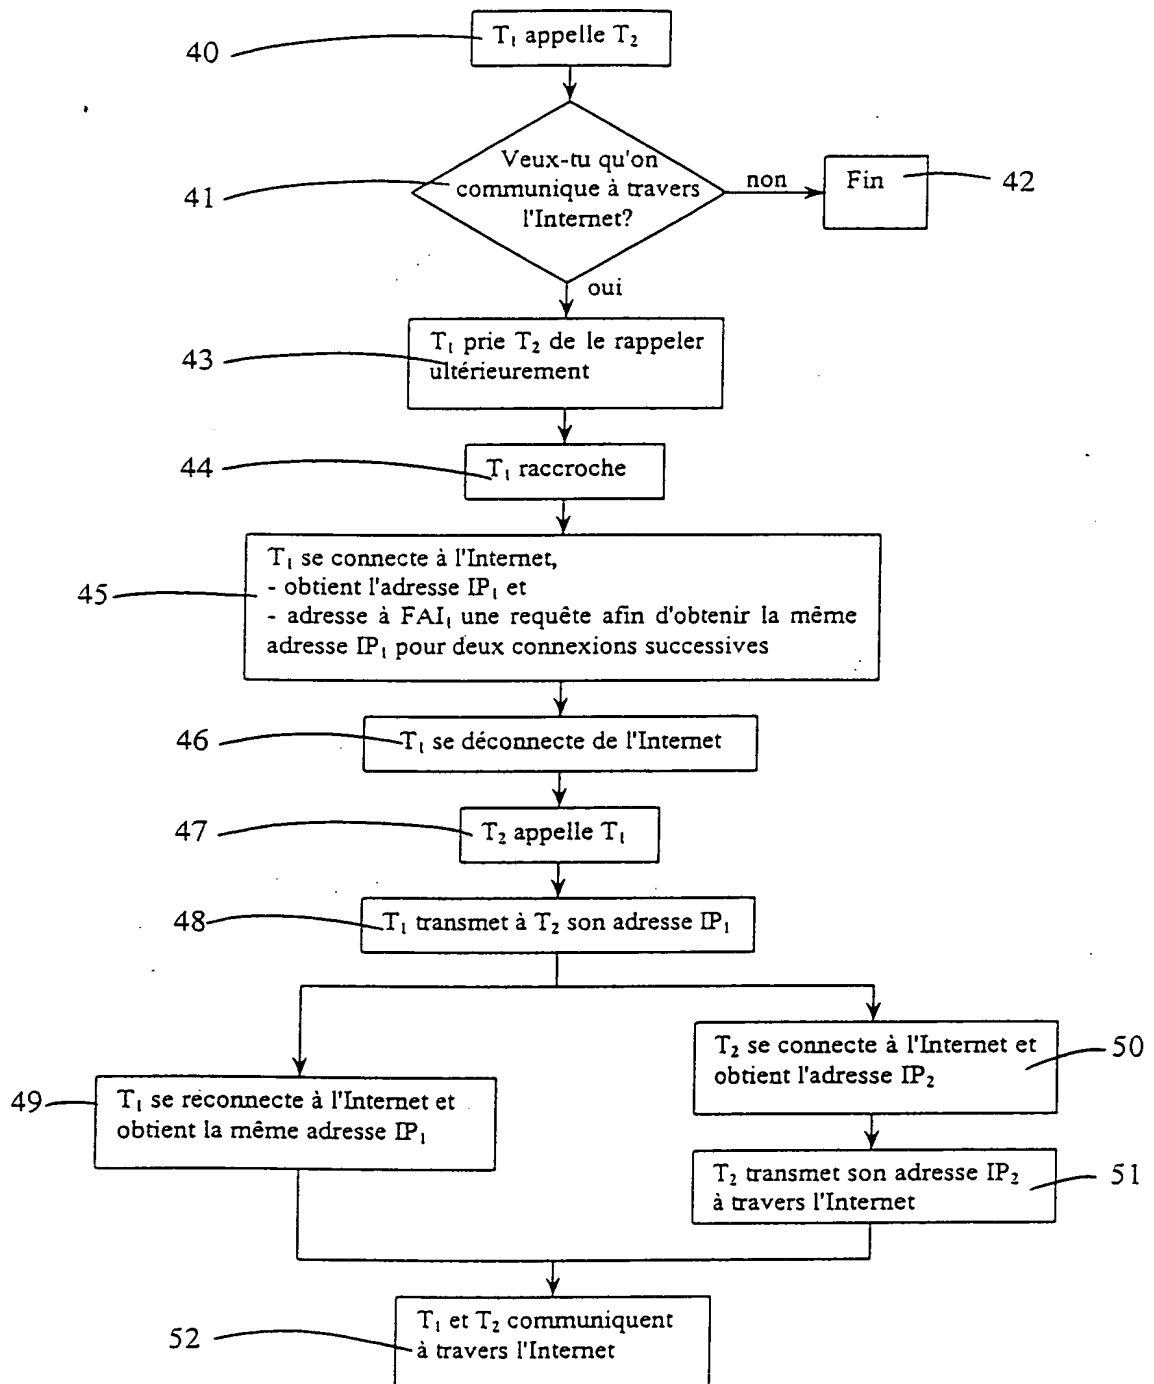 40
T₁ appelle T₂
41
Veux-tu qu'on
communique à travers
l'Internet?
non
Fin
42
oui
43
T₁ prie T₂ de le rappeler
ultérieurement
44
T₁ raccroche
45
T₁ se connecte à l'Internet,
- obtient l'adresse IP₁ et
- adresse à FAI₁ une requête afin d'obtenir la même
adresse IP₁ pour deux connexions successives
46
T₁ se déconnecte de l'Internet
47
T₂ appelle T₁
48
T₁ transmet à T₂ son adresse IP₁
49
T₁ se reconnecte à l'Internet et
obtient la même adresse IP₁
T₂ se connecte à l'Internet et
obtient l'adresse IP₂
50
T₂ transmet son adresse IP₂
à travers l'Internet
51
52
T₁ et T₂ communiquent
à travers l'Internet